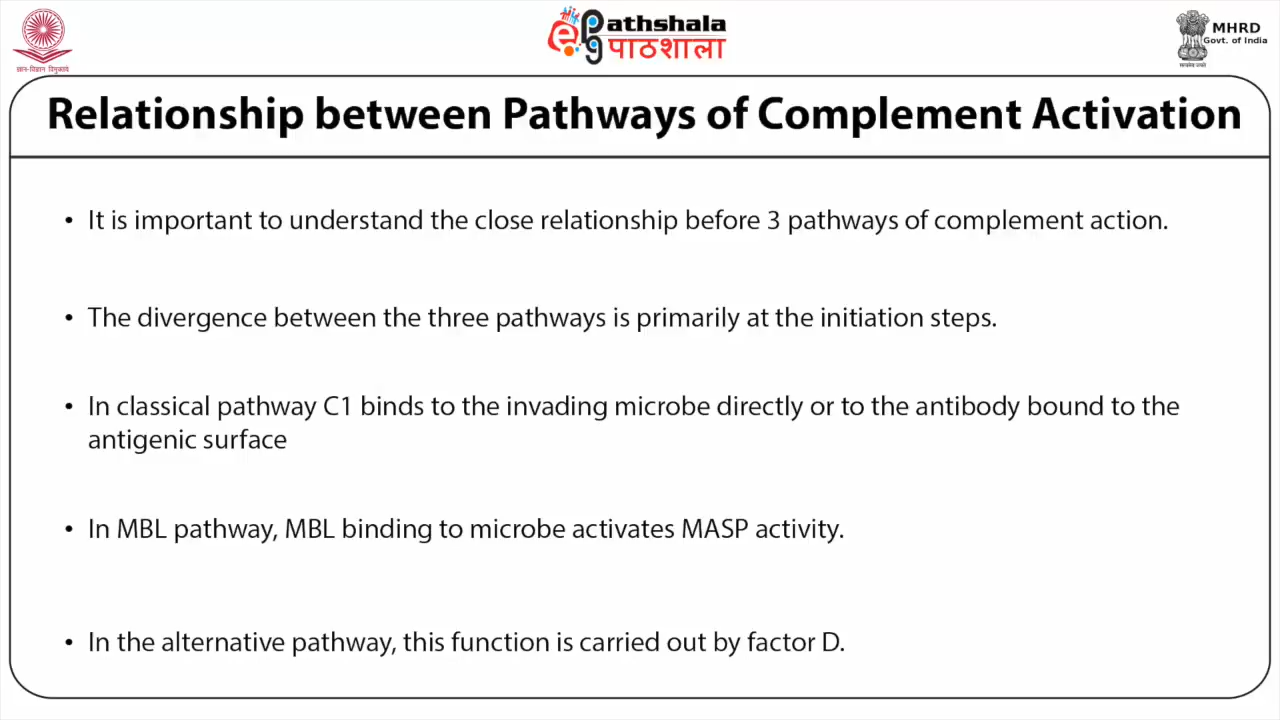 ज्ञान-विज्ञान विमुक्तये
ePathshala
पाठशाला
सत्यमेव जयते
MHRD
Govt. of India
Relationship between Pathways of Complement Activation
• It is important to understand the close relationship before 3 pathways of complement action.
• The divergence between the three pathways is primarily at the initiation steps.
• In classical pathway C1 binds to the invading microbe directly or to the antibody bound to the
antigenic surface
• In MBL pathway, MBL binding to microbe activates MASP activity.
• In the alternative pathway, this function is carried out by factor D.